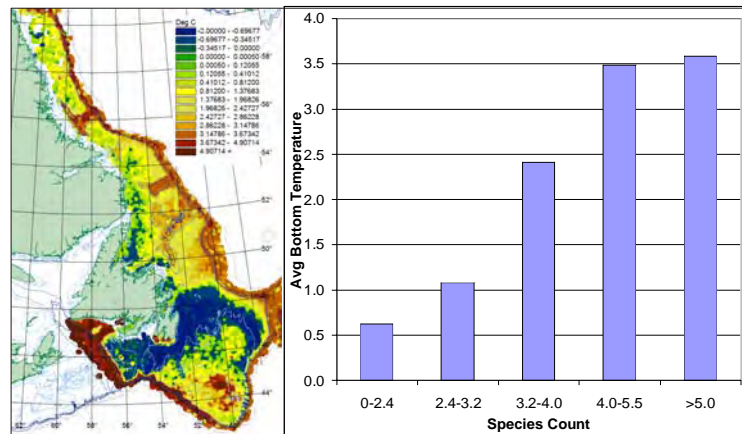 Deg C
-2.00000 - -0.69677
-0.69677 - -0.34517
-0.34517 - 0.00000
0.00000 - 0.00050
0.00050 - 0.12055
0.12055 - 0.41012
0.41012 - 0.81200
0.81200 - 1.37683
1.37683 - 1.96826
1.96826 - 2.42727
2.42727 - 2.86228
2.86228 - 3.14786
3.14786 - 3.67342
3.67342 - 4.90714
4.90714 +
58°
56°
54°
52°
50°
44°
62°
60°
58°
56°
54°
52°
50°
Avg Bottom Temperature
4.0
3.5
3.0
2.5
2.0
1.5
1.0
0.5
0.0
0-2.4 2.4-3.2 3.2-4.0 4.0-5.5 >5.0
Species Count